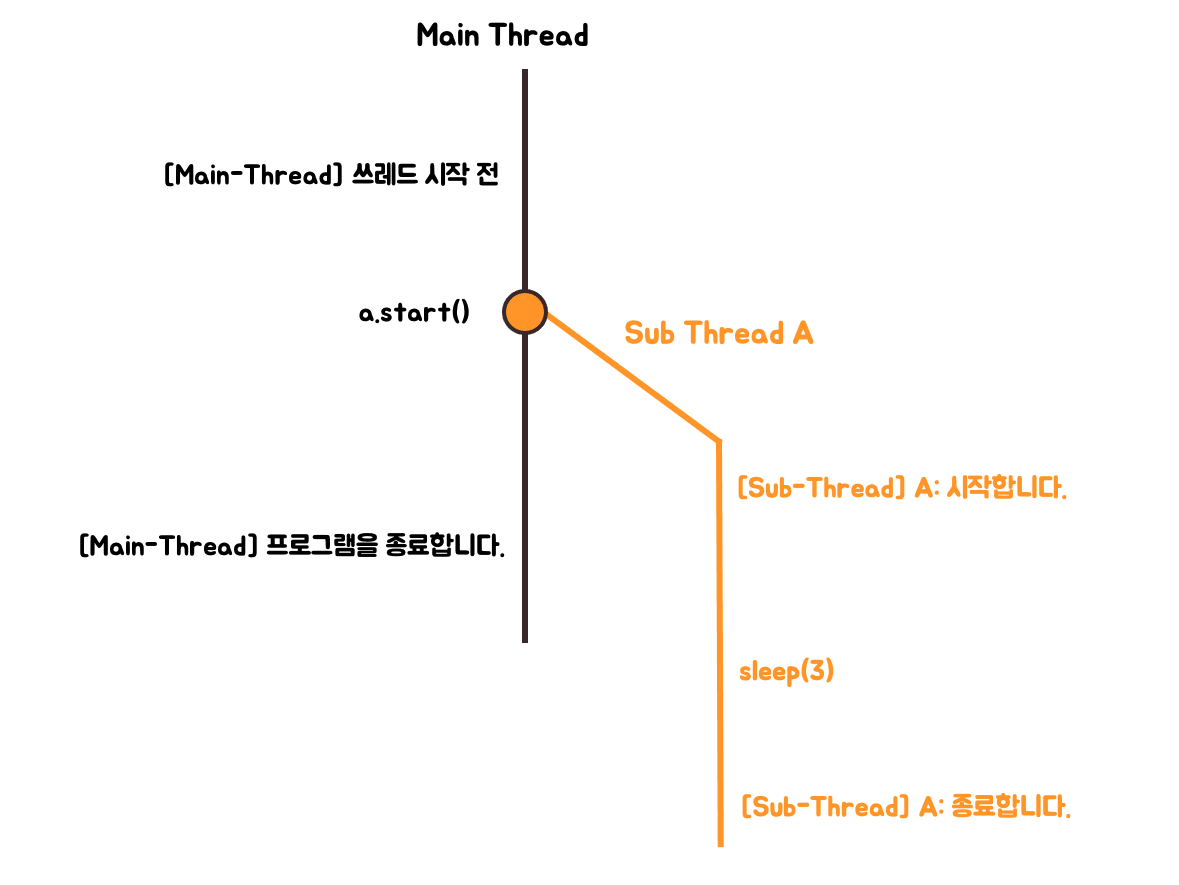 Main Thread
[Main-Thread] 쓰레드 시작 전
a.start()
Sub Thread A
[Sub-Thread] A: 시작합니다.
[Main-Thread] 프로그램을 종료합니다.
sleep(3)
[Sub-Thread] A: 종료합니다.